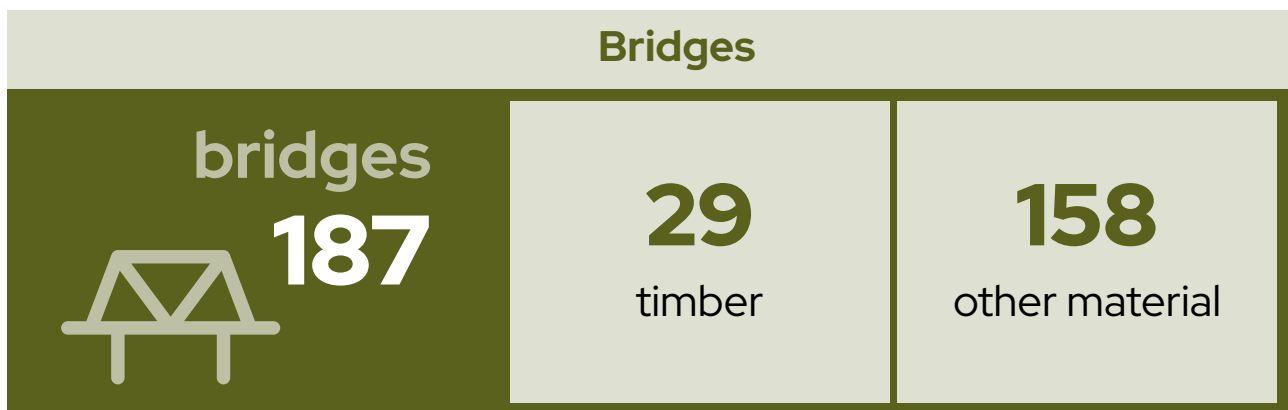 Bridges
bridges
187
29
timber
158
other material